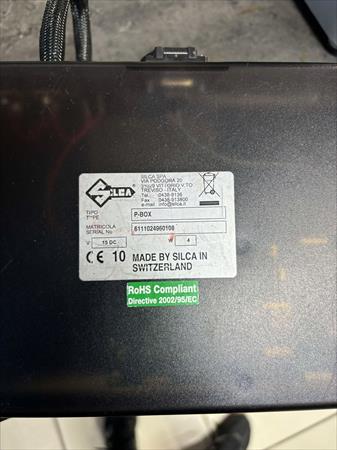 SILCA
SILCA SPA
VIA PODGORA 20
31029 VITTORIO V.TO
TREVISO - ITALY
Tel. 0438-9136
Fax 0438-913800
e-mail info@silca.it
TIPO
TYPE
P-BOX
MATRICOLA
SERIAL No
6111024960108
V 15 DC W 4
CE 10 MADE BY SILCA IN
SWITZERLAND
RoHS Compliant
Directive 2002/95/EC